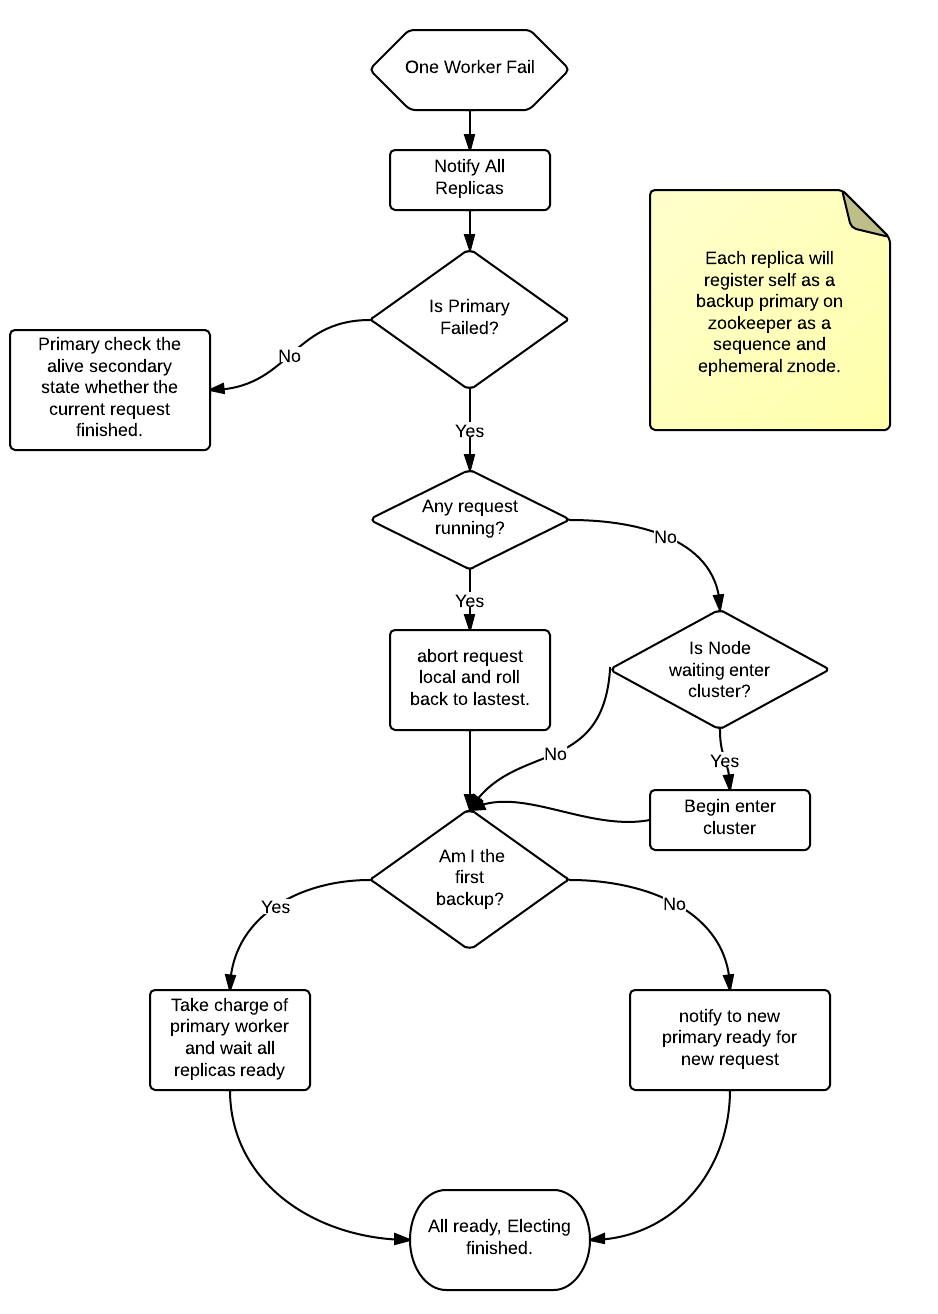 One Worker Fail
Notify All
Replicas
Each replica will
register self as a
backup primary on
zookeeper as a
sequence and
ephemeral znode.
Is Primary
Failed?
No
Primary check the
alive secondary
state whether the
current request
finished.
Yes
Any request
running?
No
Yes
abort request
local and roll
back to lastest.
Is Node
waiting enter
cluster?
No
Yes
Begin enter
cluster
Am I the
first
backup?
Yes
No
Take charge of
primary worker
and wait all
replicas ready
notify to new
primary ready for
new request
All ready, Electing
finished.